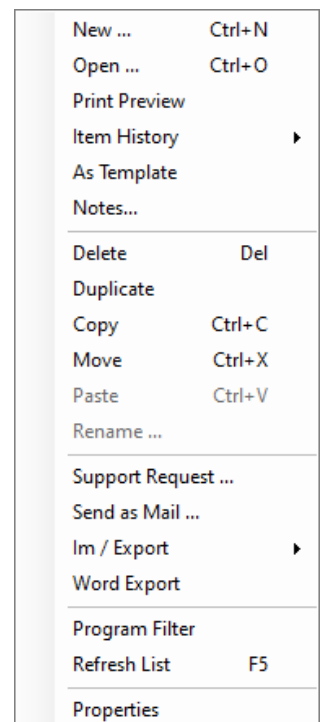 New ... Ctrl+N
Open ... Ctrl+O
Print Preview
Item History
As Template
Notes...
Delete Del
Duplicate
Copy Ctrl+C
Move Ctrl+X
Paste Ctrl+V
Rename ...
Support Request ...
Send as Mail ...
Im / Export
Word Export
Program Filter
Refresh List F5
Properties